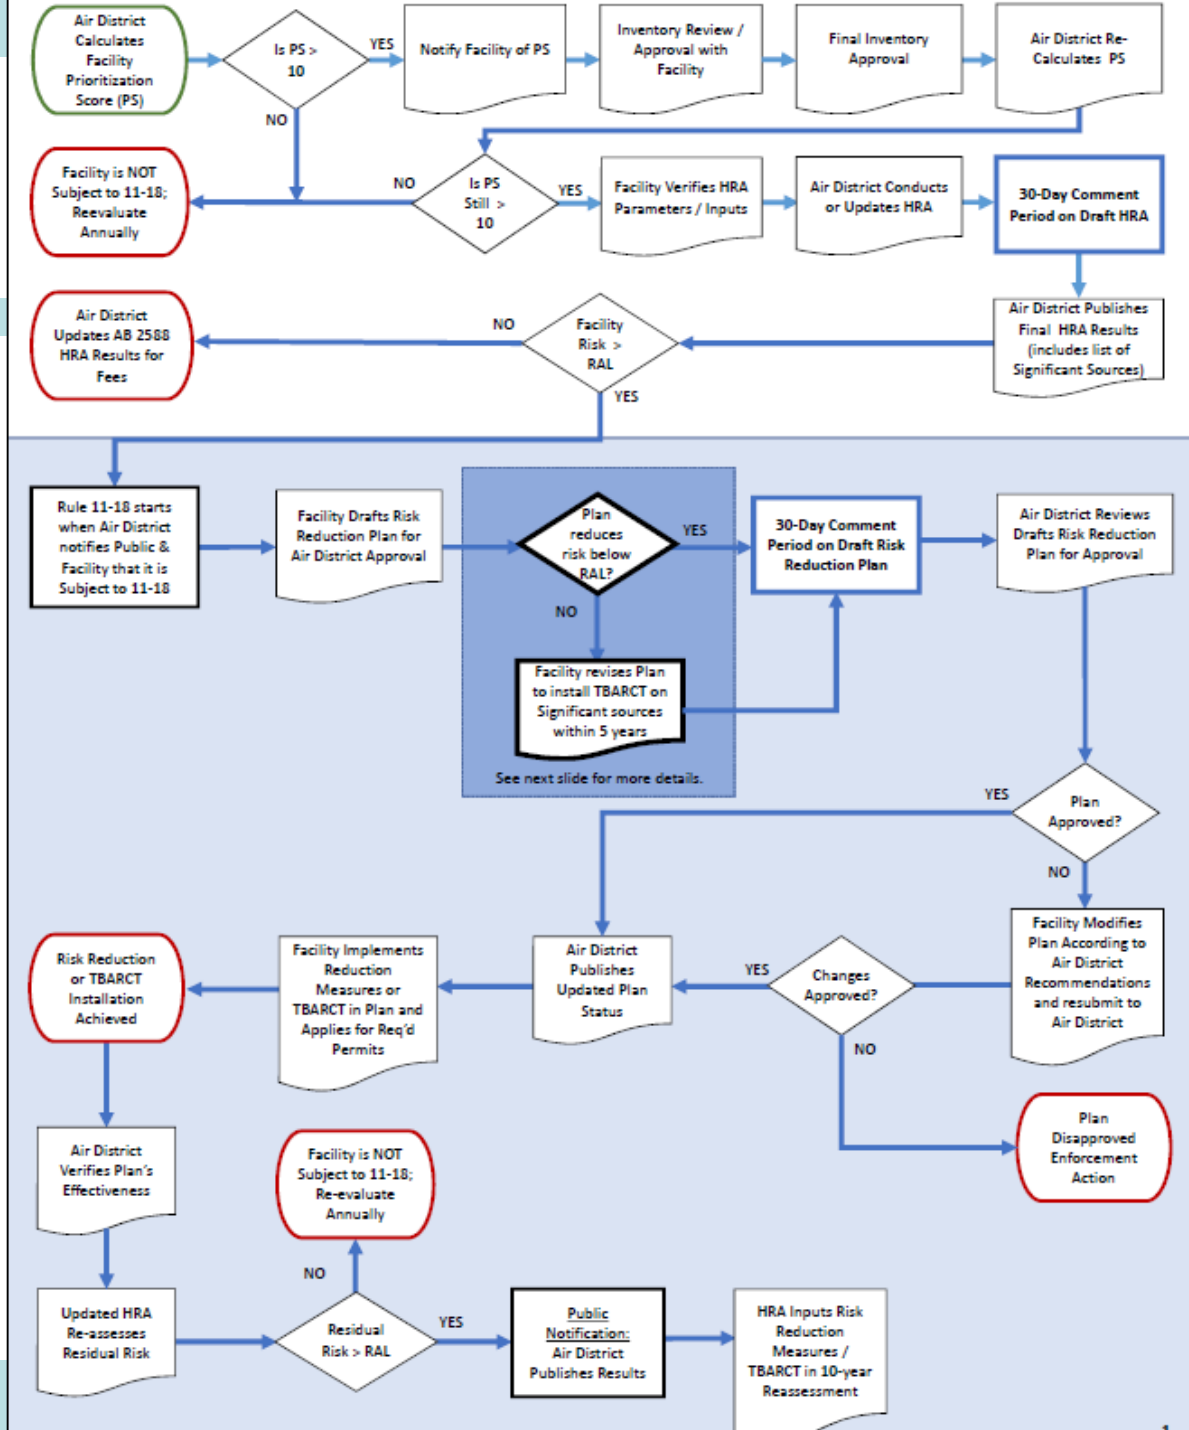 Air District
Calculates
Facility
Prioritization
Score (PS)
Is PS >
10
YES
NO
Notify Facility of PS
Inventory Review /
Approval with
Facility
Final Inventory
Approval
Air District Re-
Calculates PS
Facility is NOT
Subject to 11-18;
Reevaluate
Annually
NO
Is PS
Still >
10
YES
Facility Verifies HRA
Parameters / Inputs
Air District Conducts
or Updates HRA
30-Day Comment
Period on Draft HRA
Air District
Updates AB 2588
HRA Results for
Fees
NO
Facility
Risk >
RAL
YES
Air District Publishes
Final HRA Results
(includes list of
Significant Sources)
Rule 11-18 starts
when Air District
notifies Public &
Facility that it is
Subject to 11-18
Facility Drafts Risk
Reduction Plan for
Air District Approval
Plan
reduces
risk below
RAL?
YES
NO
30-Day Comment
Period on Draft Risk
Reduction Plan
Air District Reviews
Drafts Risk Reduction
Plan for Approval
Facility revises Plan
to install TBARCT on
Significant sources
within 5 years
See next slide for more details.
YES
Plan
Approved?
NO
Risk Reduction
or TBARCT
Installation
Achieved
Facility Implements
Reduction
Measures or
TBARCT in Plan and
Applies for Req'd
Permits
Air District
Publishes
Updated Plan
Status
YES
Changes
Approved?
NO
Facility Modifies
Plan According to
Air District
Recommendations
and resubmit to
Air District
Plan
Disapproved
Enforcement
Action
Air District
Verifies Plan's
Effectiveness
Facility is NOT
Subject to 11-18;
Re-evaluate
Annually
NO
Updated HRA
Re-assesses
Residual Risk
Residual
Risk > RAL
YES
Public
Notification:
Air District
Publishes Results
HRA Inputs Risk
Reduction
Measures /
TBARCT in 10-year
Reassessment